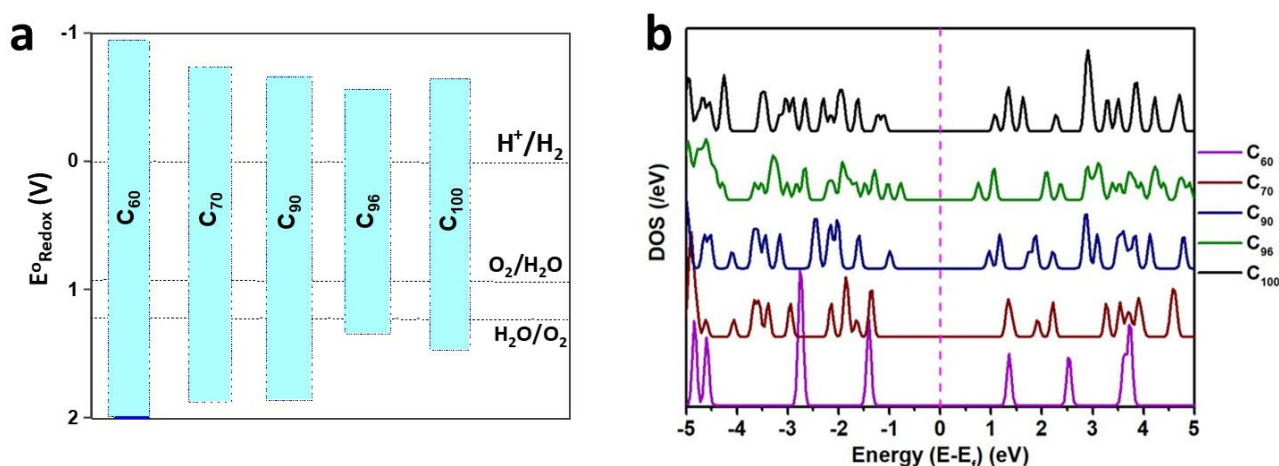 a
-1
0
1
2
E°Redox (V)
C60
C70
C90
C96
C100
H+/H2
O2/H2O
H2O/O2
b
DOS (/eV)
-5 -4 -3 -2 -1 0 1 2 3 4 5
Energy (E-Ef) (eV)
C60
C70
C90
C96
C100